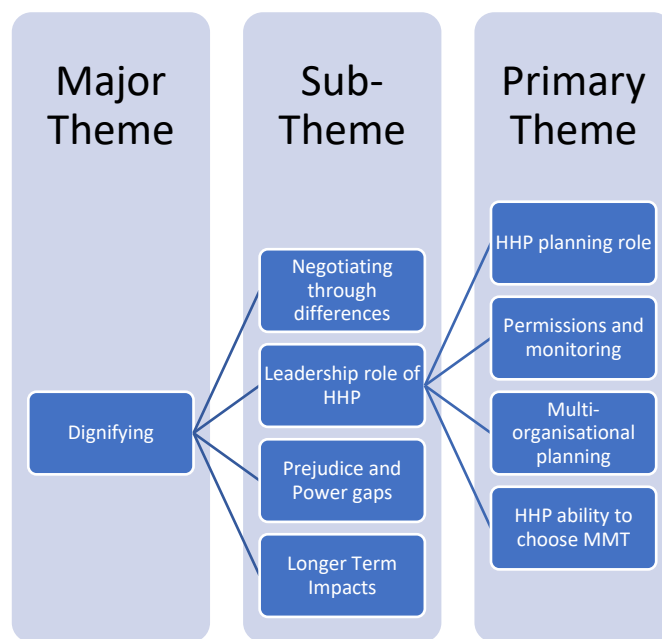 Major
Theme
Sub-
Theme
Primary
Theme
Dignifying
Negotiating
through
differences
Leadership role of
HHP
Prejudice and
Power gaps
Longer Term
Impacts
HHP planning role
Permissions and
monitoring
Multi-
organisational
planning
HHP ability to
choose MMT